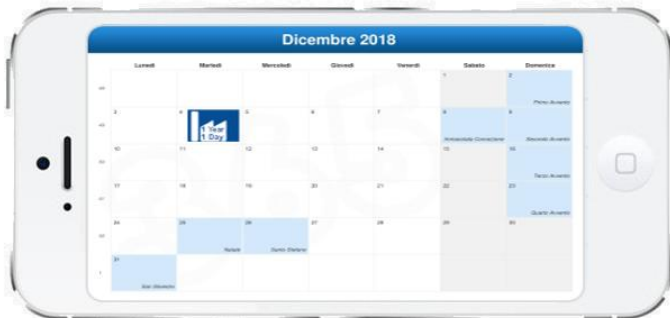 Dicembre 2018
Lunedì Martedì Mercoledì Giovedì Venerdì Sabato Domenica
1 2
Primo Avvento
3 4 5 6 7 8 9
1 Year
1 Day
Immacolata Concezione Secondo Avvento
10 11 12 13 14 15 16
Terzo Avvento
17 18 19 20 21 22 23
Quarto Avvento
24 25 26 27 28 29 30
Natale Santo Stefano
31
San Silvestro